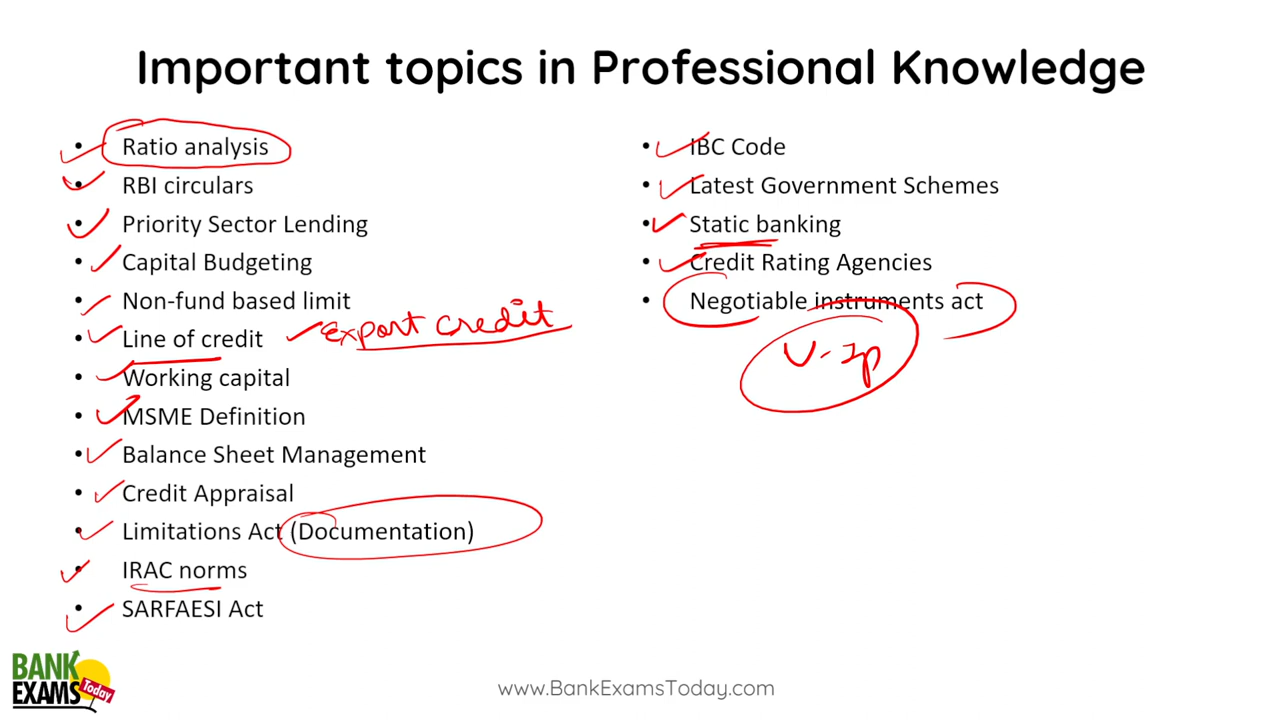 Important topics in Professional Knowledge
• Ratio analysis
• RBI circulars
• Priority Sector Lending
• Capital Budgeting
• Non-fund based limit
• Line of credit
Export credit
• Working capital
• MSME Definition
• Balance Sheet Management
• Credit Appraisal
• Limitations Act (Documentation)
• IRAC norms
• SARFAESI Act
• IBC Code
• Latest Government Schemes
• Static banking
• Credit Rating Agencies
• Negotiable instruments act
V-Ip
BANK
EXAMS
Today
www.BankExamsToday.com